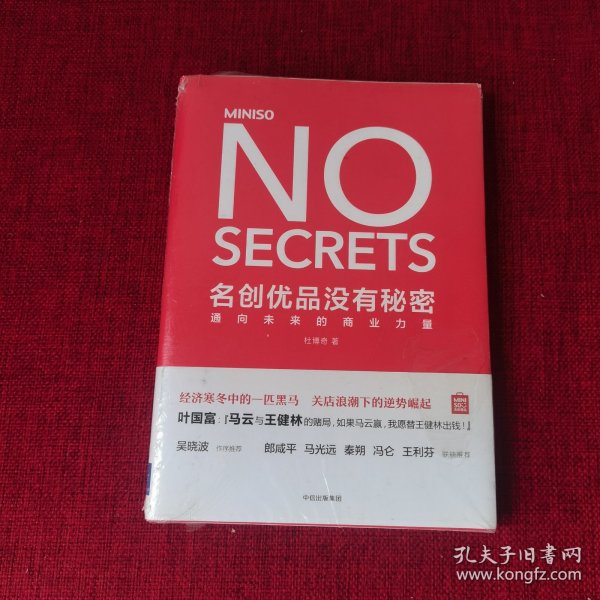 MINISO
NO
SECRETS
名创优品没有秘密
通向未来的商业力量
杜博奇 著
经济寒冬中的一匹黑马 关店浪潮下的逆势崛起
MINI
SO
叶国富：『马云与王健林的赌局，如果马云赢，我愿替王健林出钱！』
吴晓波 作序推荐 郎咸平 马光远 秦朔 冯仑 王利芬 联袂推荐
中信出版集团
孔夫子旧书网
www.kongfz.com